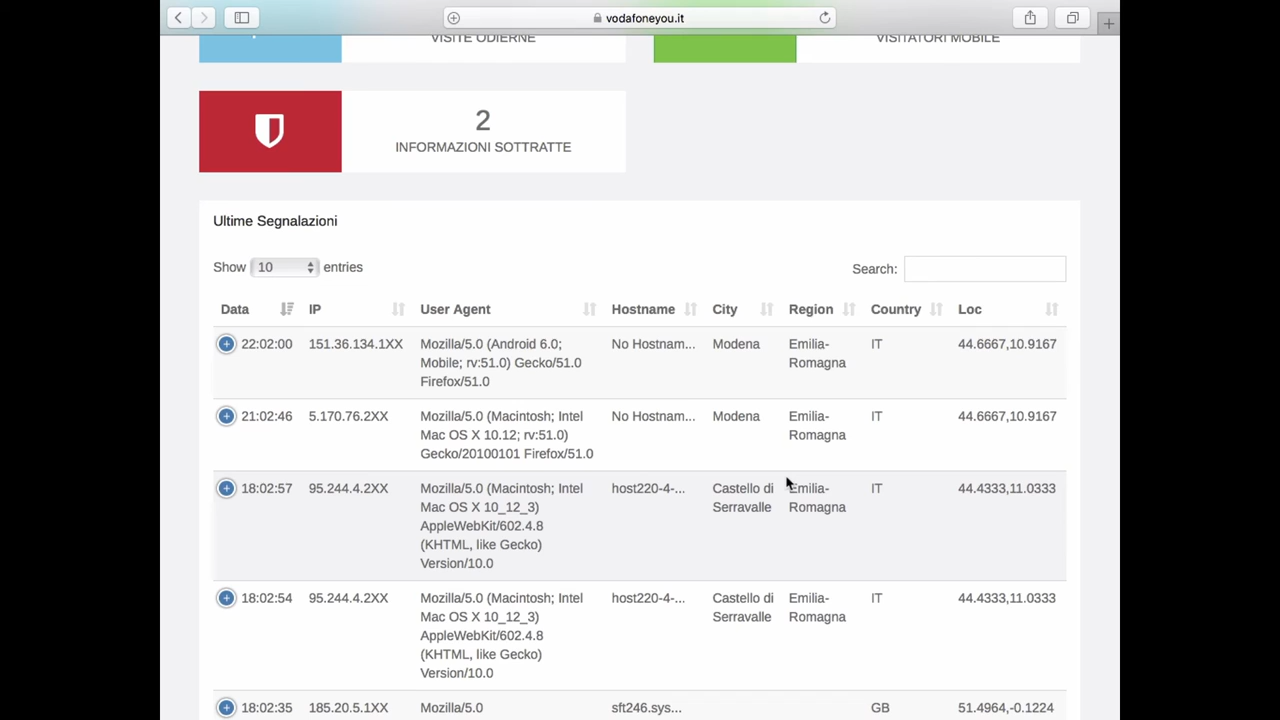 vodafoneyou.it
VISITE ODIERNE
VISITATORI MOBILE
2
INFORMAZIONI SOTTRATTE
Ultime Segnalazioni
Show 10 entries
Search:
Data IP User Agent Hostname City Region Country Loc
22:02:00 151.36.134.1XX Mozilla/5.0 (Android 6.0; No Hostnam... Modena Emilia- IT 44.6667,10.9167
Mobile; rv:51.0) Gecko/51.0 Romagna
Firefox/51.0
21:02:46 5.170.76.2XX Mozilla/5.0 (Macintosh; Intel No Hostnam... Modena Emilia- IT 44.6667,10.9167
Mac OS X 10.12; rv:51.0) Romagna
Gecko/20100101 Firefox/51.0
18:02:57 95.244.4.2XX Mozilla/5.0 (Macintosh; Intel host220-4-... Castello di Emilia- IT 44.4333,11.0333
Mac OS X 10_12_3) Serravalle Romagna
AppleWebKit/602.4.8
(KHTML, like Gecko)
Version/10.0
18:02:54 95.244.4.2XX Mozilla/5.0 (Macintosh; Intel host220-4-... Castello di Emilia- IT 44.4333,11.0333
Mac OS X 10_12_3) Serravalle Romagna
AppleWebKit/602.4.8
(KHTML, like Gecko)
Version/10.0
18:02:35 185.20.5.1XX Mozilla/5.0 sft246.sys... GB 51.4964,-0.1224